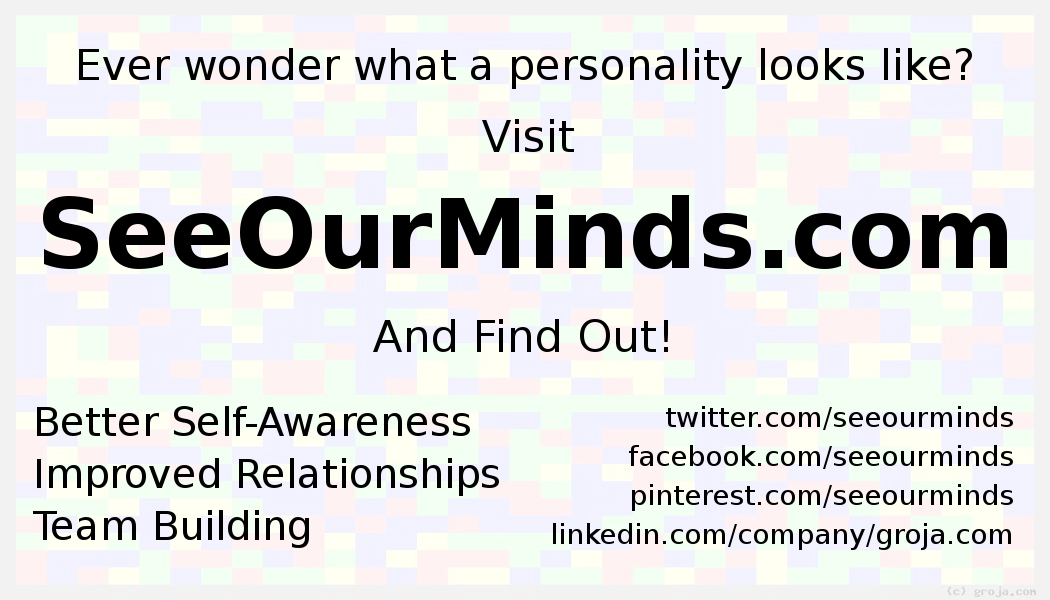 Ever wonder what a personality looks like?
Visit
SeeOurMinds.com
And Find Out!
Better Self-Awareness
Improved Relationships
Team Building
twitter.com/seeourminds
facebook.com/seeourminds
pinterest.com/seeourminds
linkedin.com/company/groja.com
(c) groja.com